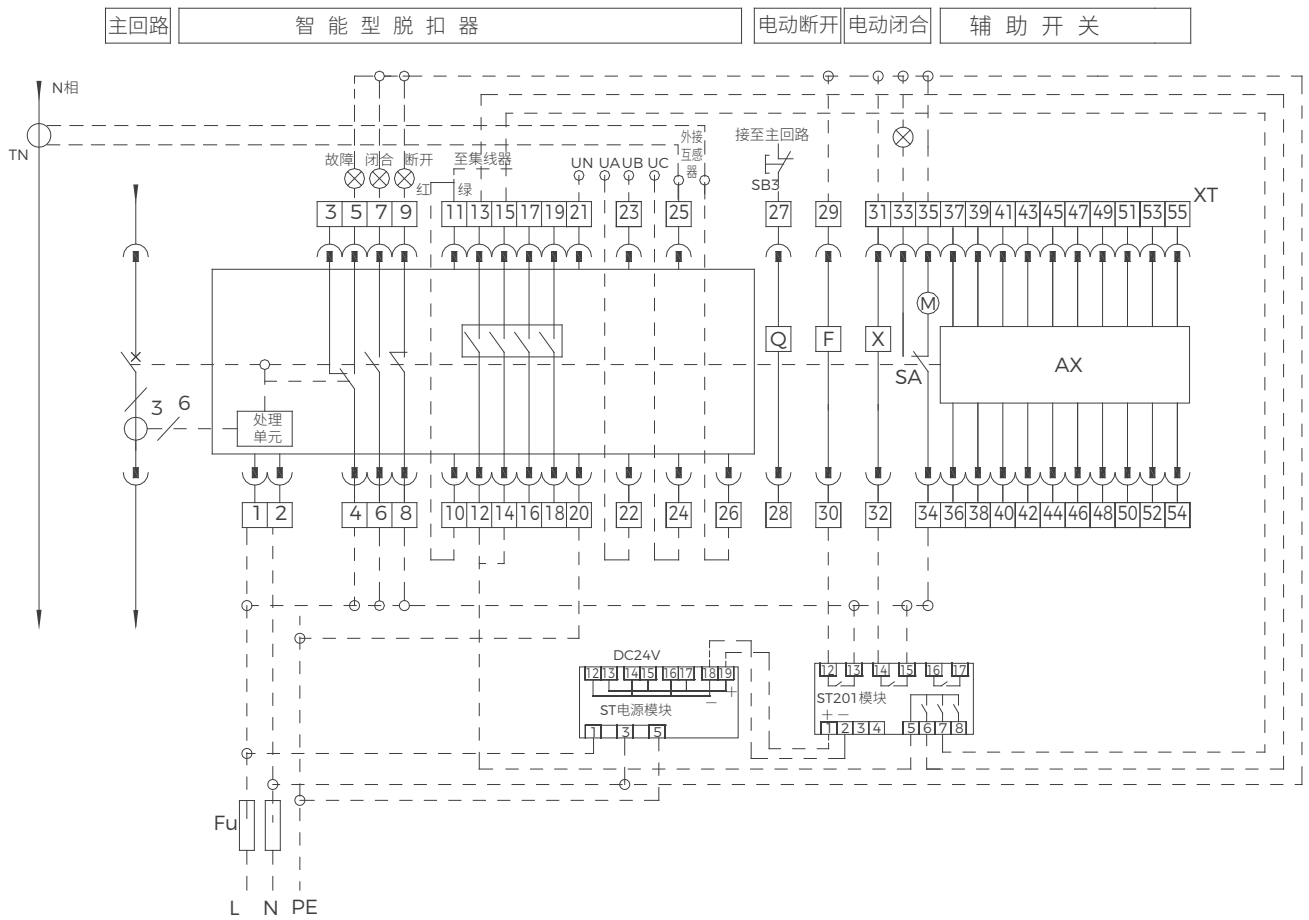 主回路 智能型脱扣器 电动断开 电动闭合 辅助开关
N相
TN
外接
互感
器
接至主回路
故障 闭合 断开 至集线器 UN UA UB UC
红 绿
SB3
3 5 7 9 11 13 15 17 19 21 23 25 27 29 31 33 35 37 39 41 43 45 47 49 51 53 55 XT
M
Q F X
SA AX
3 6
处理
单元
1 2 4 6 8 10 12 14 16 18 20 22 24 26 28 30 32 34 36 38 40 42 44 46 48 50 52 54
DC24V
12 13 14 15 16 17 18 19
12 13 14 15 16 17
− +
ST电源模块
ST201模块
+ −
1 3 5
1 2 3 4 5 6 7 8
Fu
L N PE